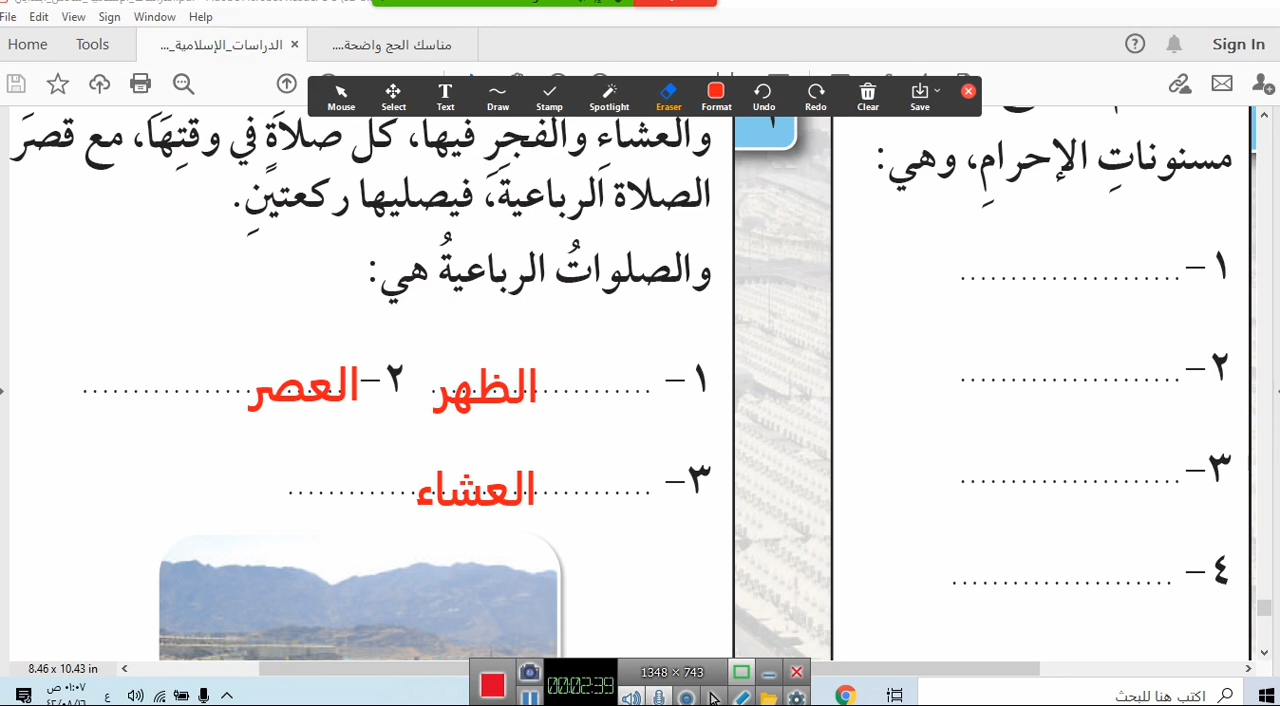 File Edit View Sign Window Help
Home Tools الدراسات_الإسلامية_... × مناسك الحج واضحة.... Sign In
Mouse Select Text Draw Stamp Spotlight Eraser Format Undo Redo Clear Save
مسنوناتِ الإحرامِ، وهي:
١ - ......................
٢ - ......................
٣ - ......................
٤ - ......................
والعشاءِ والفجرِ فيها، كل صلاةٍ في وقتِهَا، مع قصرَ
الصلاة الرباعية، فيصليها ركعتينِ.
والصلواتُ الرباعيةُ هي:
١ - الظهر ٢ - العصر
٣ - العشاء
8.46 x 10.43 in
1348 × 743
00:02:39
ع
اكتب هنا للبحث